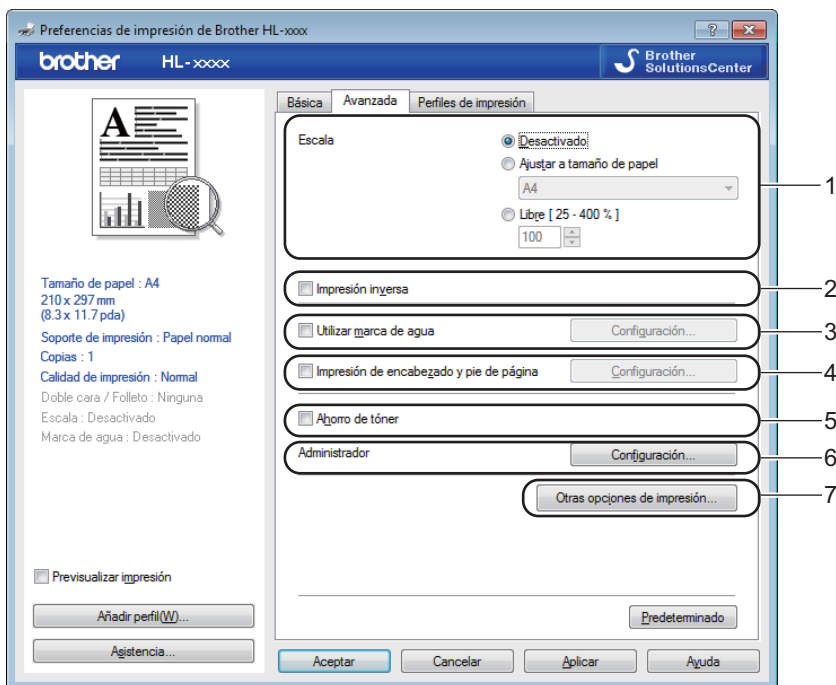 Preferencias de impresión de Brother HL-xxxx
brother HL-xxxx
Brother
SolutionsCenter
A
Tamaño de papel : A4
210 x 297 mm
(8.3 x 11.7 pda)
Soporte de impresión : Papel normal
Copias : 1
Calidad de impresión : Normal
Doble cara / Folleto : Ninguna
Escala : Desactivado
Marca de agua : Desactivado
Previsualizar impresión
Añadir perfil(W)...
Asistencia...
Básica Avanzada Perfiles de impresión
Escala
Desactivado
Ajustar a tamaño de papel
A4
Libre [ 25 - 400 % ]
100
1
Impresión inversa
2
Utilizar marca de agua Configuración...
3
Impresión de encabezado y pie de página Configuración...
4
Ahorro de tóner
5
Administrador Configuración...
6
Otras opciones de impresión...
7
Predeterminado
Aceptar Cancelar Aplicar Ayuda